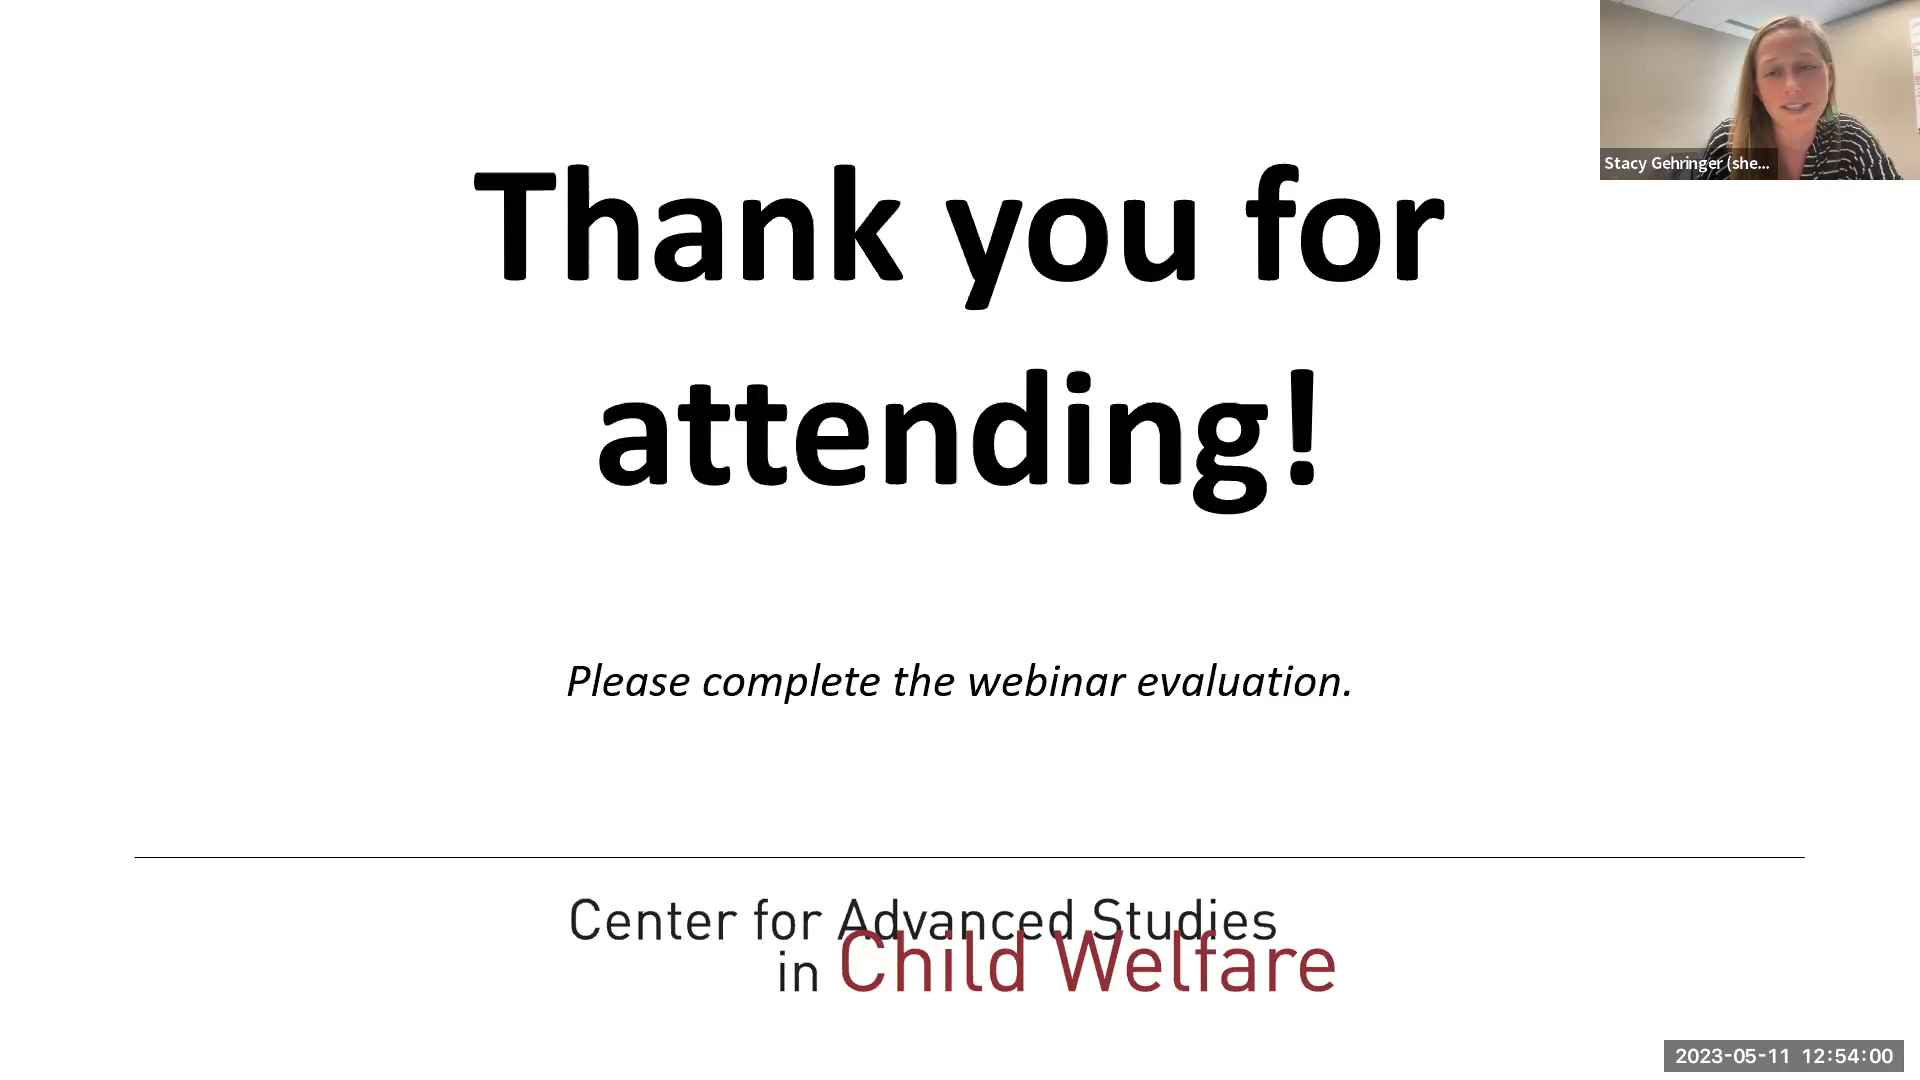 Stacy Gehringer (she...
Thank you for
attending!
Please complete the webinar evaluation.
Center for Advanced Studies
in Child Welfare
2023-05-11 12:54:00